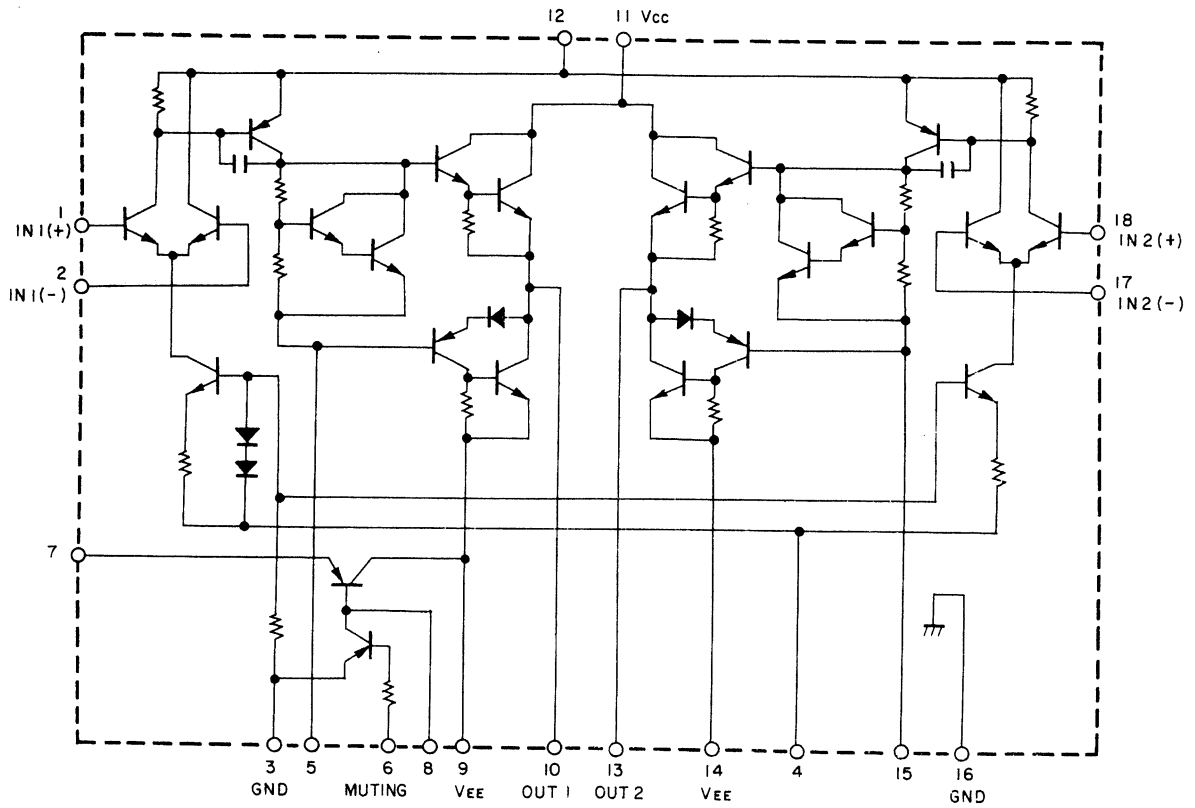 12 11 Vcc
1
IN1(+)
2
IN1(-)
18
IN2(+)
17
IN2(-)
7
3 5 6 8 9 10 13 14 4 15 16
GND MUTING VEE OUT 1 OUT 2 VEE GND